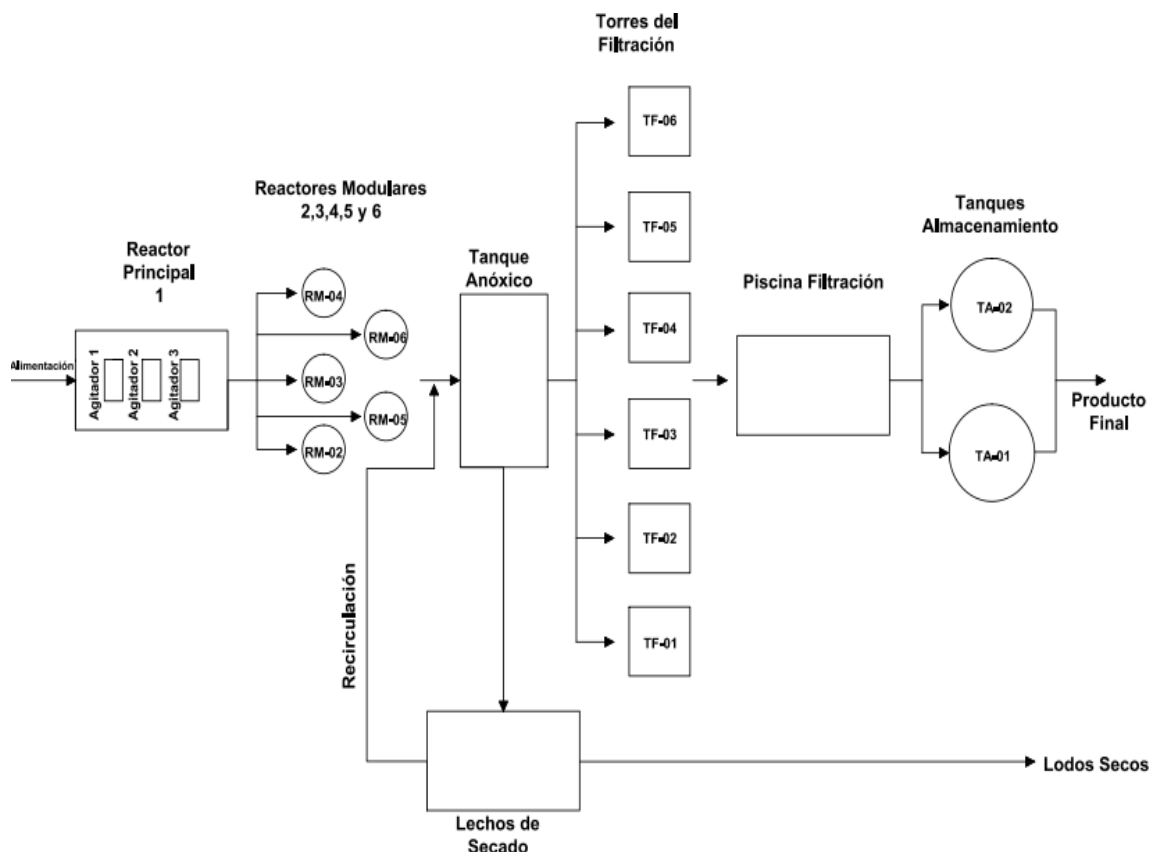 Torres del
Filtración
TF-06
Reactores Modulares
2,3,4,5 y 6
TF-05
Tanques
Almacenamiento
Reactor
Principal
1
Tanque
Anóxico
Piscina Filtración
RM-04
RM-06
TF-04
TA-02
Alimentación
Agitador 1
Agitador 2
Agitador 3
RM-03
RM-05
RM-02
TF-03
Producto
Final
TA-01
TF-02
Recirculación
TF-01
Lodos Secos
Lechos de
Secado